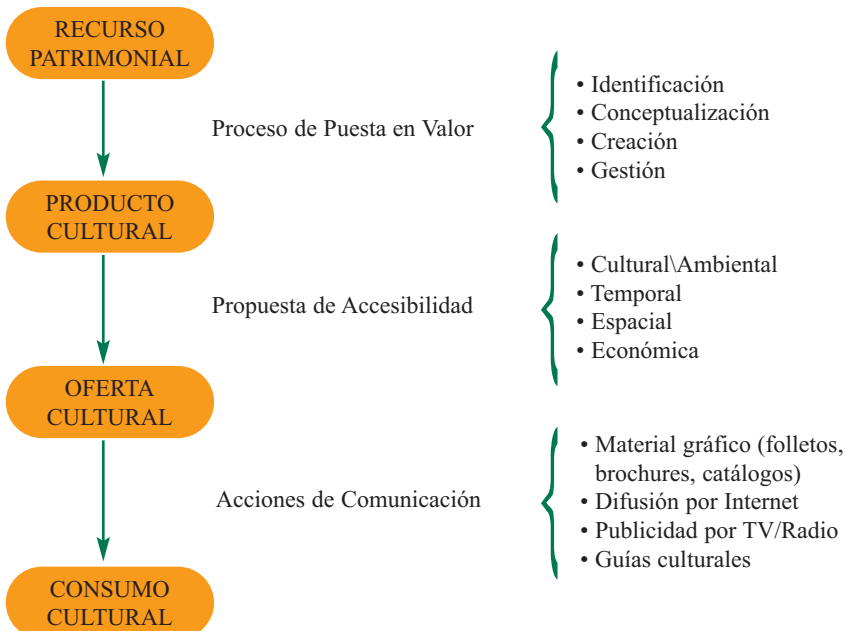 RECURSO
PATRIMONIAL
Proceso de Puesta en Valor
• Identificación
• Conceptualización
• Creación
• Gestión
PRODUCTO
CULTURAL
Propuesta de Accesibilidad
• Cultural\Ambiental
• Temporal
• Espacial
• Económica
OFERTA
CULTURAL
Acciones de Comunicación
• Material gráfico (folletos,
brochures, catálogos)
• Difusión por Internet
• Publicidad por TV/Radio
• Guías culturales
CONSUMO
CULTURAL